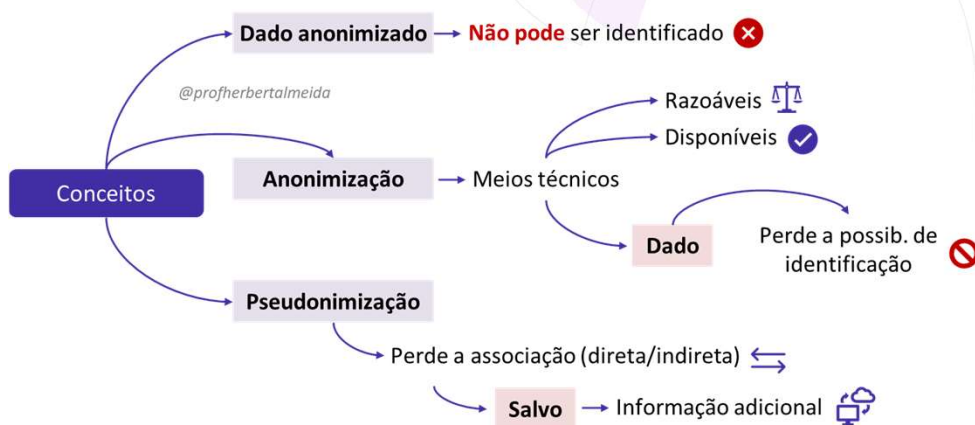 Dado anonimizado
Não pode ser identificado
@profherbertalmeida
Razoáveis
Disponíveis
Conceitos
Anonimização
Meios técnicos
Dado
Perde a possib. de
identificação
Pseudonimização
Perde a associação (direta/indireta)
Salvo
Informação adicional